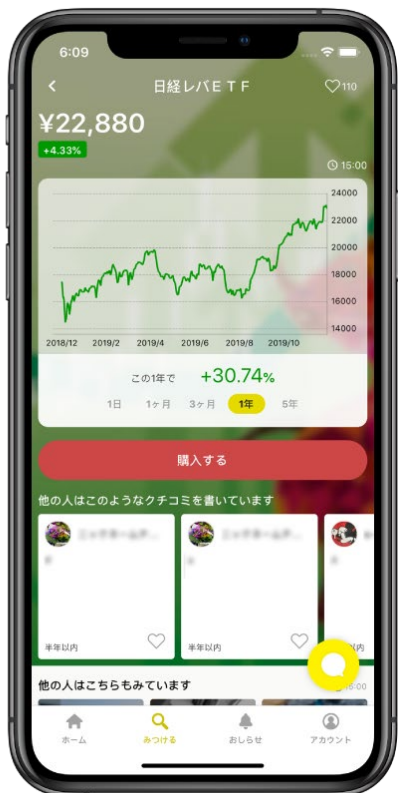 6:09
日経レバＥＴＦ
110
¥22,880
+4.33%
15:00
24000
22000
20000
18000
16000
14000
2018/12 2019/2 2019/4 2019/6 2019/8 2019/10
この1年で +30.74%
1日 1ヶ月 3ヶ月 1年 5年
購入する
他の人はこのようなクチコミを書いています
半年以内 半年以内
他の人はこちらもみています
ホーム みつける おしらせ アカウント